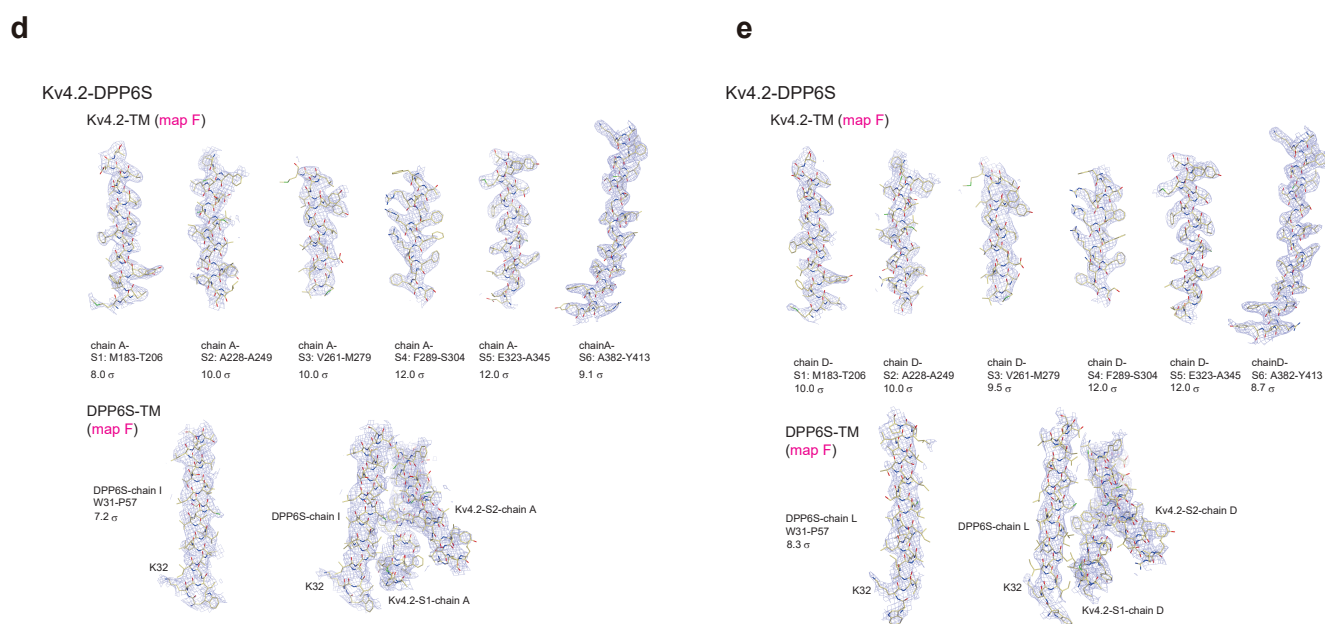 d
Kv4.2-DPP6S
Kv4.2-TM (map F)
chain A-
S1: M183-T206
8.0 σ
chain A-
S2: A228-A249
10.0 σ
chain A-
S3: V261-M279
10.0 σ
chain A-
S4: F289-S304
12.0 σ
chain A-
S5: E323-A345
12.0 σ
chainA-
S6: A382-Y413
9.1 σ
DPP6S-TM
(map F)
DPP6S-chain I
W31-P57
7.2 σ
K32
DPP6S-chain I
Kv4.2-S2-chain A
K32
Kv4.2-S1-chain A
e
Kv4.2-DPP6S
Kv4.2-TM (map F)
chain D-
S1: M183-T206
10.0 σ
chain D-
S2: A228-A249
10.0 σ
chain D-
S3: V261-M279
9.5 σ
chain D-
S4: F289-S304
12.0 σ
chain D-
S5: E323-A345
12.0 σ
chainD-
S6: A382-Y413
8.7 σ
DPP6S-TM
(map F)
DPP6S-chain L
W31-P57
8.3 σ
K32
DPP6S-chain L
Kv4.2-S2-chain D
K32
Kv4.2-S1-chain D